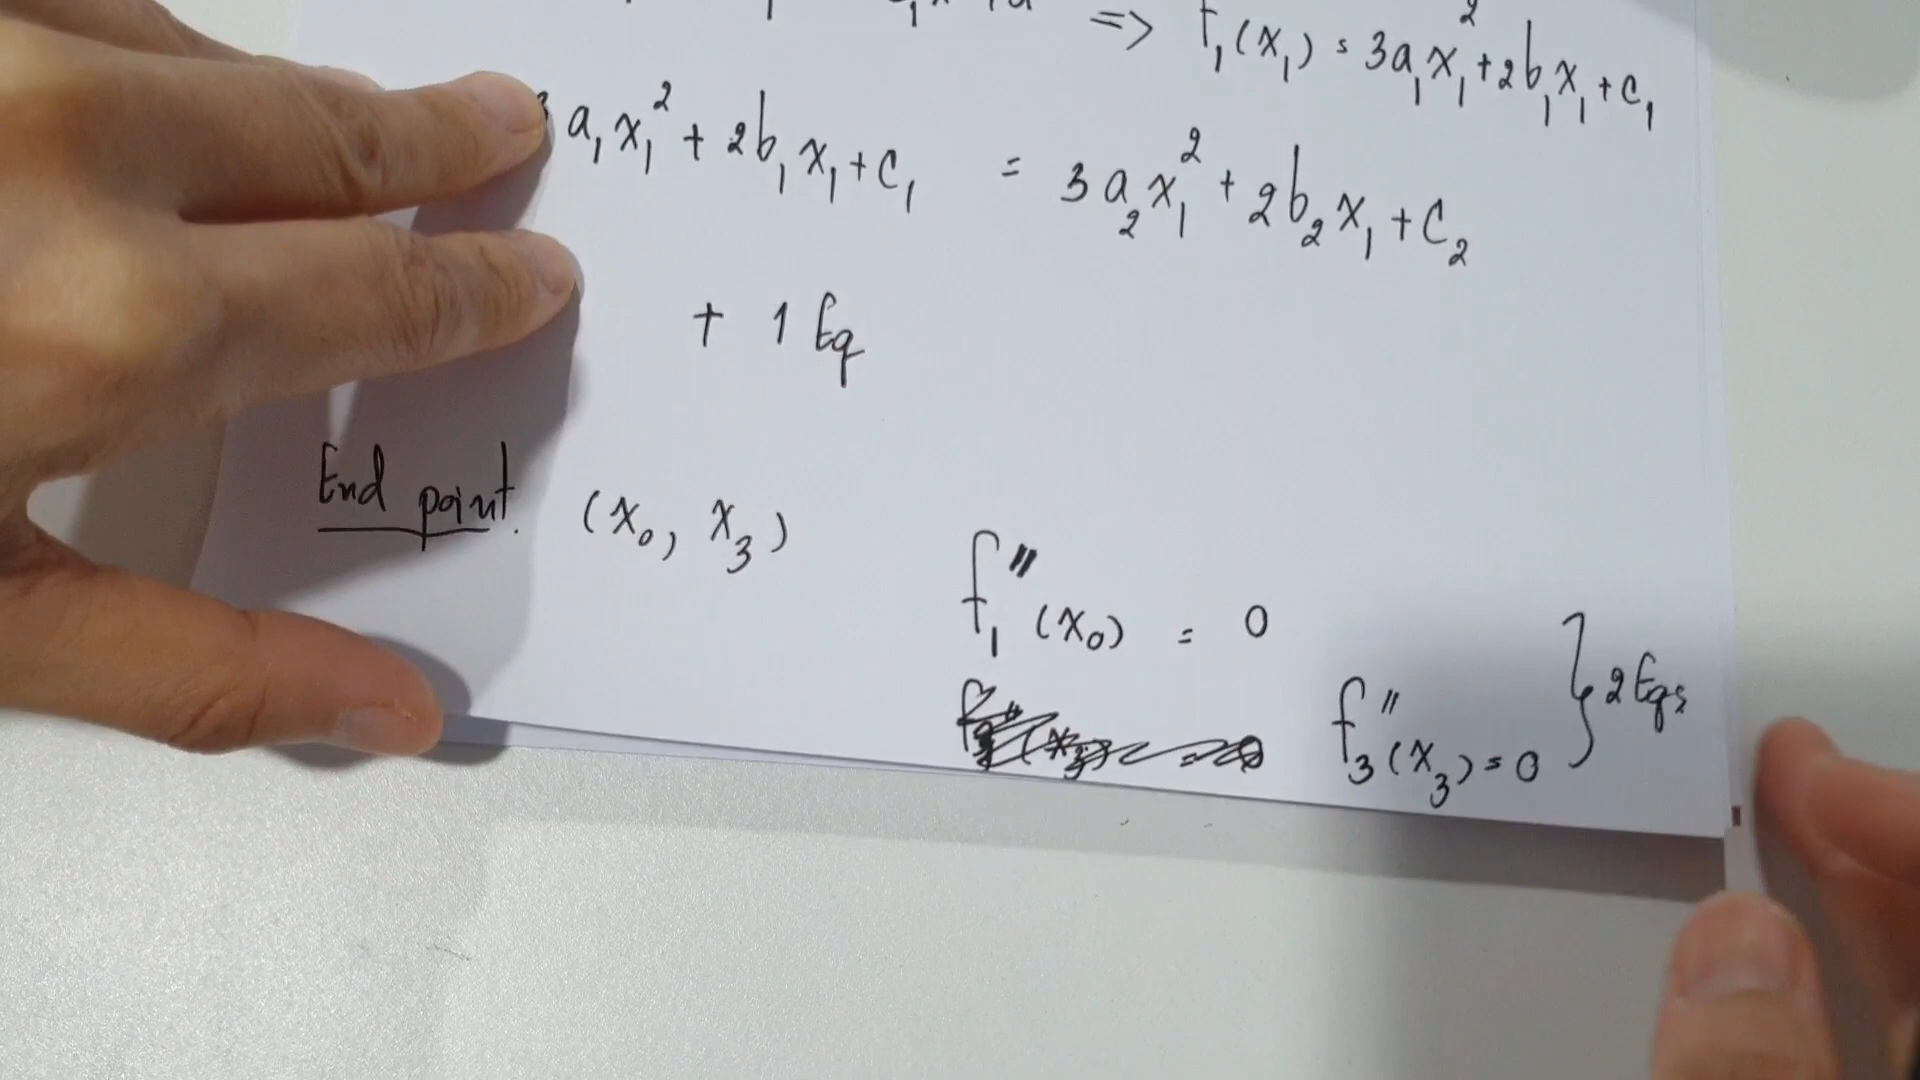 => f₁(x₁) = 3a₁x₁² + 2b₁x₁ + c₁
3a₁x₁² + 2b₁x₁ + c₁ = 3a₂x₁² + 2b₂x₁ + c₂
+ 1 Eq
End point. (x₀, x₃)
f₁''(x₀) = 0
f₃''(x₃) = 0 } 2 Eqs